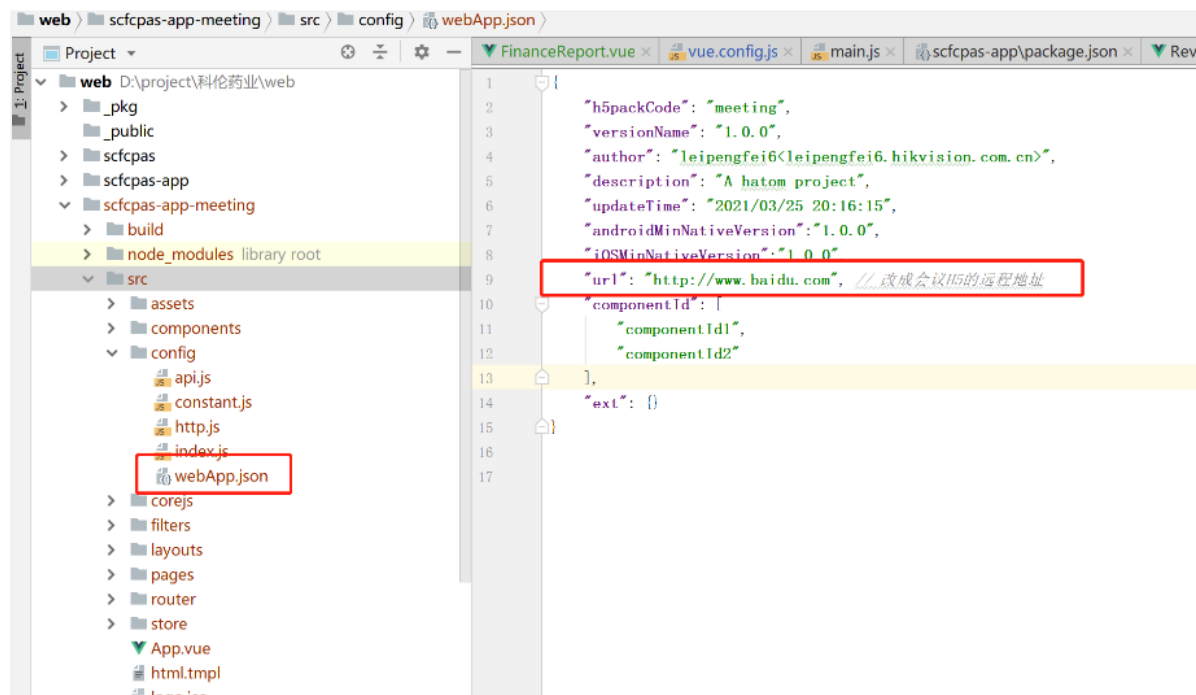 web 〉 scfcpas-app-meeting 〉 src 〉 config 〉 webApp.json 〉
1: Project
Project
web D:\project\科伦药业\web
_pkg
_public
scfcpas
scfcpas-app
scfcpas-app-meeting
build
node_modules library root
src
assets
components
config
api.js
constant.js
http.js
index.js
webApp.json
corejs
filters
layouts
pages
router
store
App.vue
html.tmpl
FinanceReport.vue × vue.config.js × main.js × scfcpas-app\package.json × Rev
1 {
2 "h5packCode": "meeting",
3 "versionName": "1.0.0",
4 "author": "leipengfei6<leipengfei6.hikvision.com.cn>",
5 "description": "A hatom project",
6 "updateTime": "2021/03/25 20:16:15",
7 "androidMinNativeVersion":"1.0.0",
8 "iOSMinNativeVersion":"1.0.0"
9 "url": "http://www.baidu.com", // 改成会议H5的远程地址
10 "componentId": [
11 "componentId1",
12 "componentId2"
13 ],
14 "ext": {}
15 }
16
17